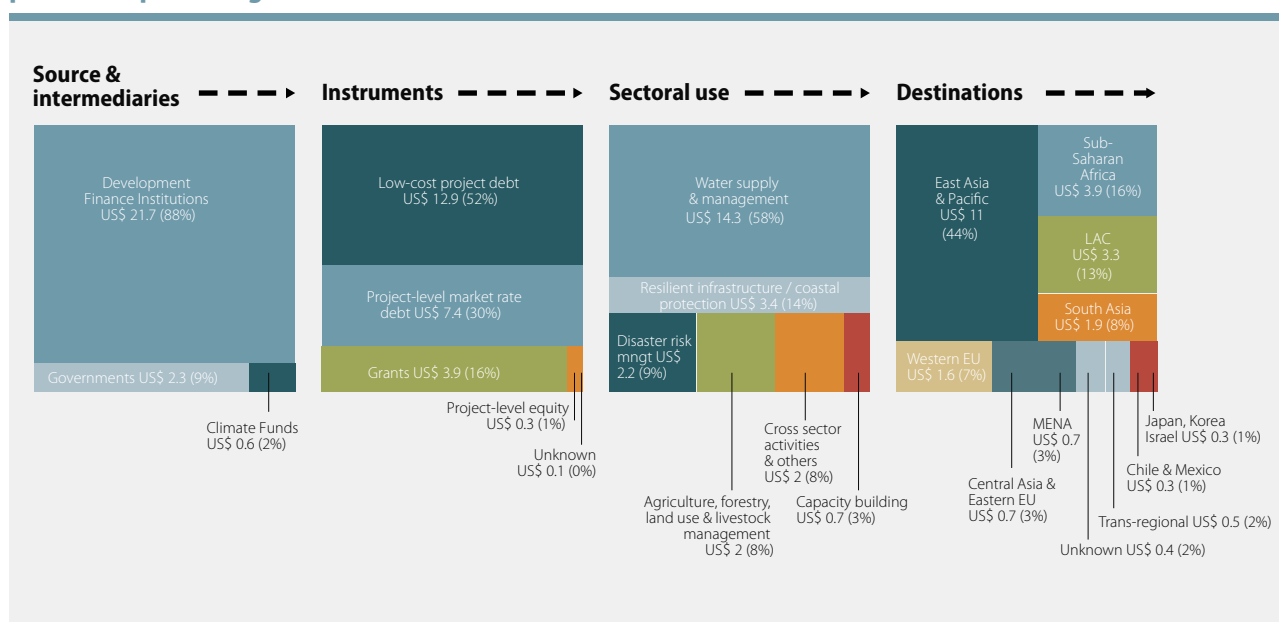 Source &
intermediaries
Instruments
Sectoral use
Destinations
Development
Finance Institutions
US$ 21.7 (88%)
Governments US$ 2.3 (9%)
Climate Funds
US$ 0.6 (2%)
Low-cost project debt
US$ 12.9 (52%)
Project-level market rate
debt US$ 7.4 (30%)
Grants US$ 3.9 (16%)
Project-level equity
US$ 0.3 (1%)
Unknown
US$ 0.1 (0%)
Water supply
& management
US$ 14.3 (58%)
Resilient infrastructure / coastal
protection US$ 3.4 (14%)
Disaster risk
mngt US$
2.2 (9%)
Cross sector
activities
& others
US$ 2 (8%)
Agriculture, forestry,
land use & livestock
management
US$ 2 (8%)
Capacity building
US$ 0.7 (3%)
East Asia
& Pacific
US$ 11
(44%)
Sub-
Saharan
Africa
US$ 3.9 (16%)
LAC
US$ 3.3
(13%)
South Asia
US$ 1.9 (8%)
Western EU
US$ 1.6 (7%)
MENA
US$ 0.7
(3%)
Japan, Korea
Israel US$ 0.3 (1%)
Central Asia &
Eastern EU
US$ 0.7 (3%)
Chile & Mexico
US$ 0.3 (1%)
Trans-regional US$ 0.5 (2%)
Unknown US$ 0.4 (2%)